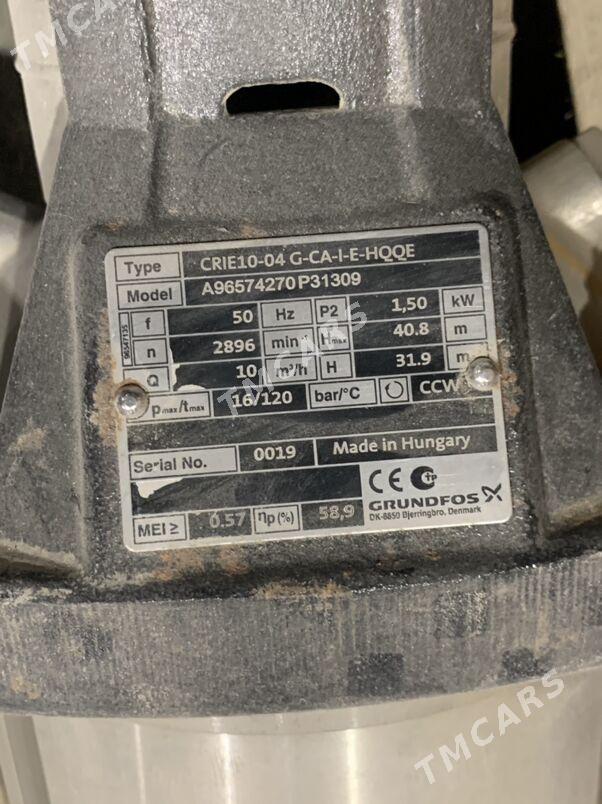 TMCARS
Type CRIE10-04 G-CA-I-E-HQQE
Model A96574270P31309
96547135
f 50 Hz P2 1,50 kW
n 2896 min Hmax 40.8 m
Q 10 m³/h H 31.9 m
pmax/tmax 16/120 bar/°C CCW
Serial No. 0019 Made in Hungary
CE
GRUNDFOS
DK-8850 Bjerringbro, Denmark
MEI ≥ 0.57 ηp(%) 58,9
TMCARS
TMCARS